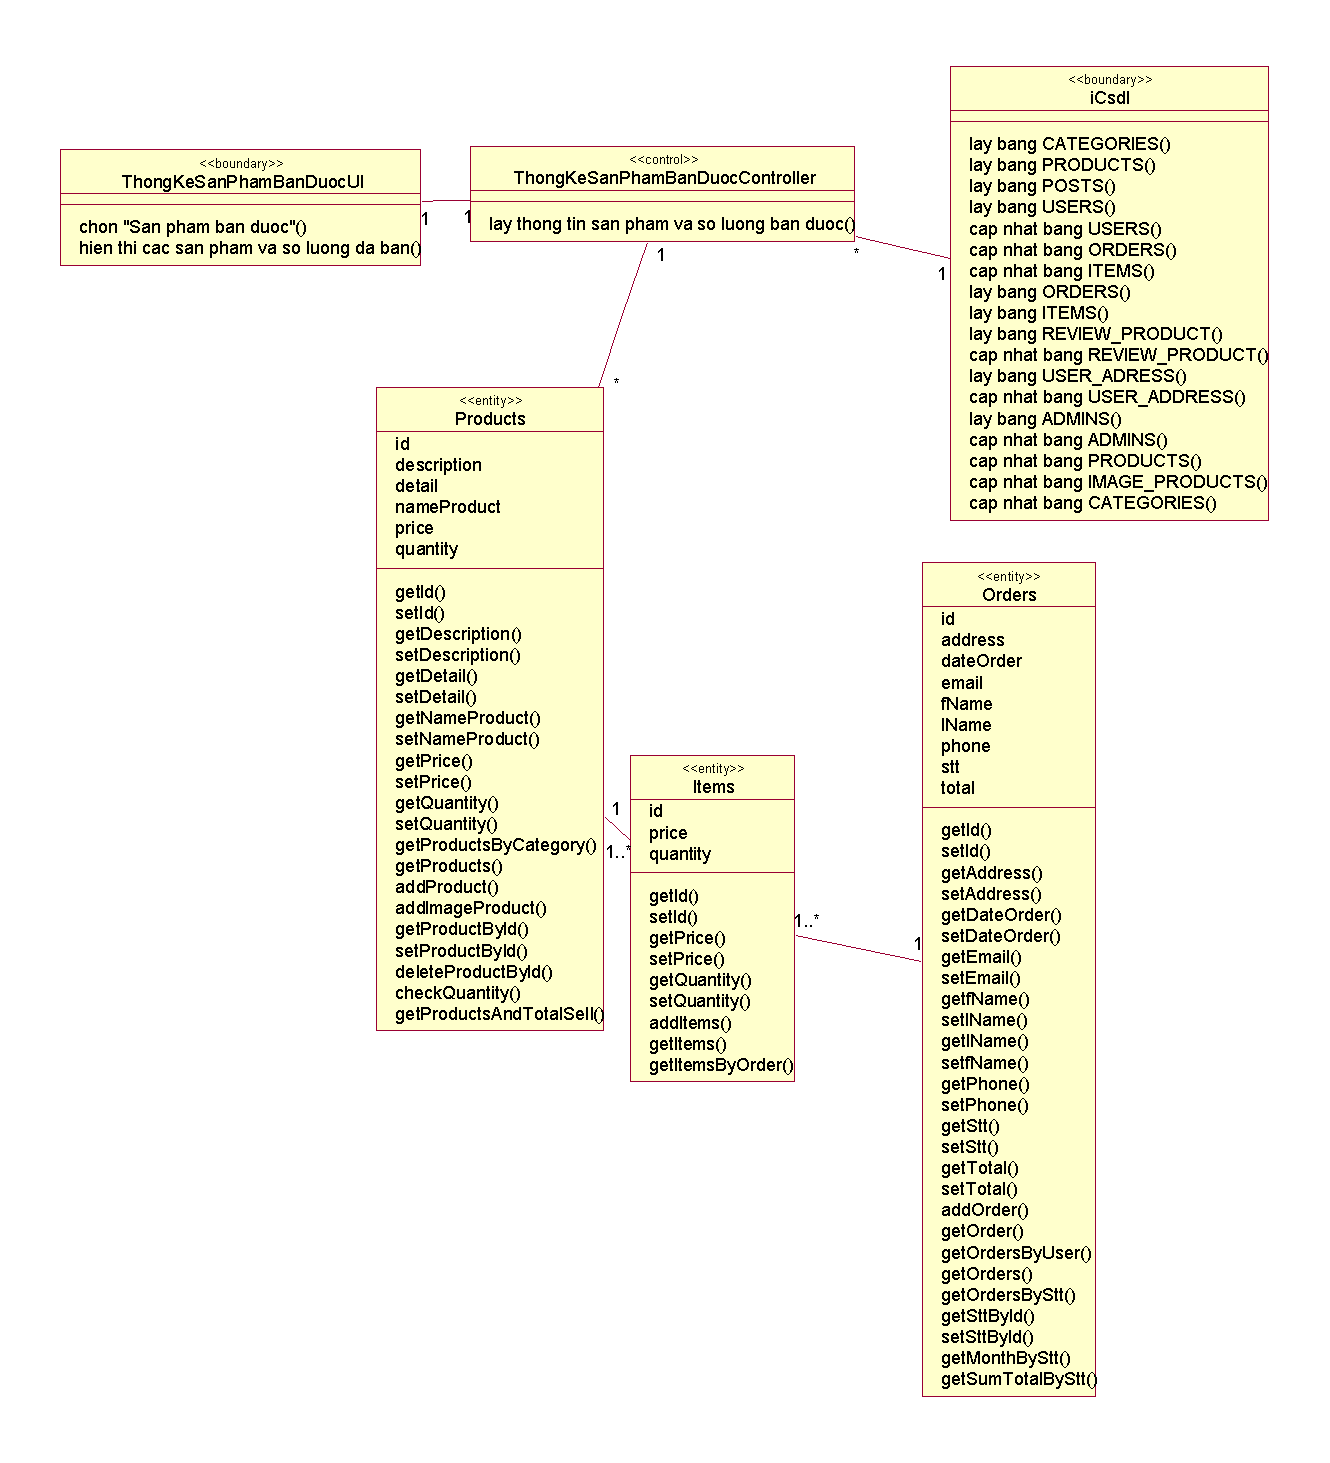 <<boundary>>
ThongKeSanPhamBanDuocUI
chon "San pham ban duoc"()
hien thi cac san pham va so luong da ban()
1
1
<<control>>
ThongKeSanPhamBanDuocController
lay thong tin san pham va so luong ban duoc()
1
*
*
1
<<boundary>>
iCsdl
lay bang CATEGORIES()
lay bang PRODUCTS()
lay bang POSTS()
lay bang USERS()
cap nhat bang USERS()
cap nhat bang ORDERS()
cap nhat bang ITEMS()
lay bang ORDERS()
lay bang ITEMS()
lay bang REVIEW_PRODUCT()
cap nhat bang REVIEW_PRODUCT()
lay bang USER_ADRESS()
cap nhat bang USER_ADDRESS()
lay bang ADMINS()
cap nhat bang ADMINS()
cap nhat bang PRODUCTS()
cap nhat bang IMAGE_PRODUCTS()
cap nhat bang CATEGORIES()
<<entity>>
Products
id
description
detail
nameProduct
price
quantity
getId()
setId()
getDescription()
setDescription()
getDetail()
setDetail()
getNameProduct()
setNameProduct()
getPrice()
setPrice()
getQuantity()
setQuantity()
getProductsByCategory()
getProducts()
addProduct()
addImageProduct()
getProductById()
setProductById()
deleteProductById()
checkQuantity()
getProductsAndTotalSell()
1
1..*
<<entity>>
Items
id
price
quantity
getId()
setId()
getPrice()
setPrice()
getQuantity()
setQuantity()
addItems()
getItems()
getItemsByOrder()
1..*
1
<<entity>>
Orders
id
address
dateOrder
email
fName
lName
phone
stt
total
getId()
setId()
getAddress()
setAddress()
getDateOrder()
setDateOrder()
getEmail()
setEmail()
getfName()
setlName()
getlName()
setfName()
getPhone()
setPhone()
getStt()
setStt()
getTotal()
setTotal()
addOrder()
getOrder()
getOrdersByUser()
getOrders()
getOrdersByStt()
getSttById()
setSttById()
getMonthByStt()
getSumTotalByStt()